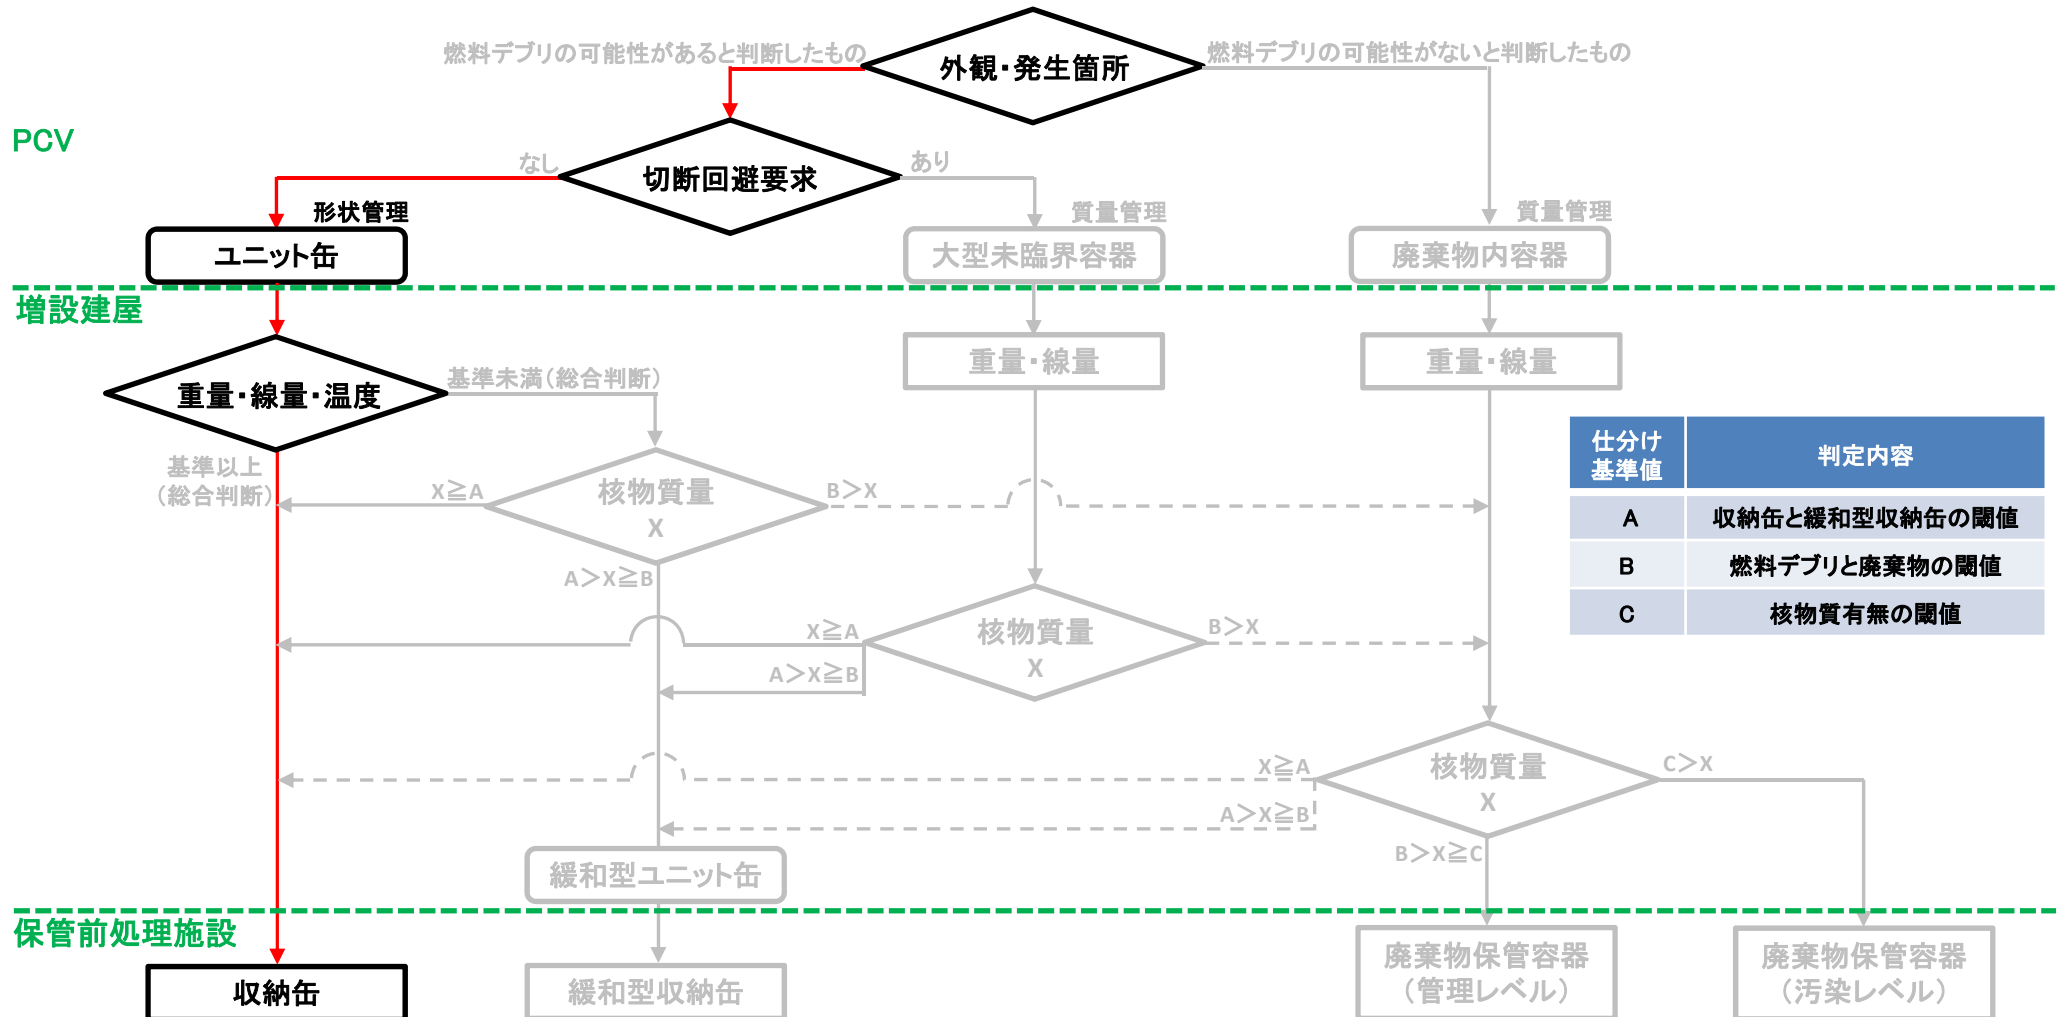 燃料デブリの可能性があると判断したもの
外観・発生箇所
燃料デブリの可能性がないと判断したもの
PCV
なし
切断回避要求
あり
形状管理
質量管理
質量管理
ユニット缶
大型未臨界容器
廃棄物内容器
増設建屋
重量・線量
重量・線量
基準未満（総合判断）
重量・線量・温度
仕分け
基準値
判定内容
基準以上
（総合判断）
X≧A
核物質量
X
B＞X
A
収納缶と緩和型収納缶の閾値
B
燃料デブリと廃棄物の閾値
C
核物質有無の閾値
A＞X≧B
X≧A
核物質量
X
B＞X
A＞X≧B
X≧A
核物質量
X
C＞X
A＞X≧B
B＞X≧C
緩和型ユニット缶
保管前処理施設
収納缶
緩和型収納缶
廃棄物保管容器
（管理レベル）
廃棄物保管容器
（汚染レベル）